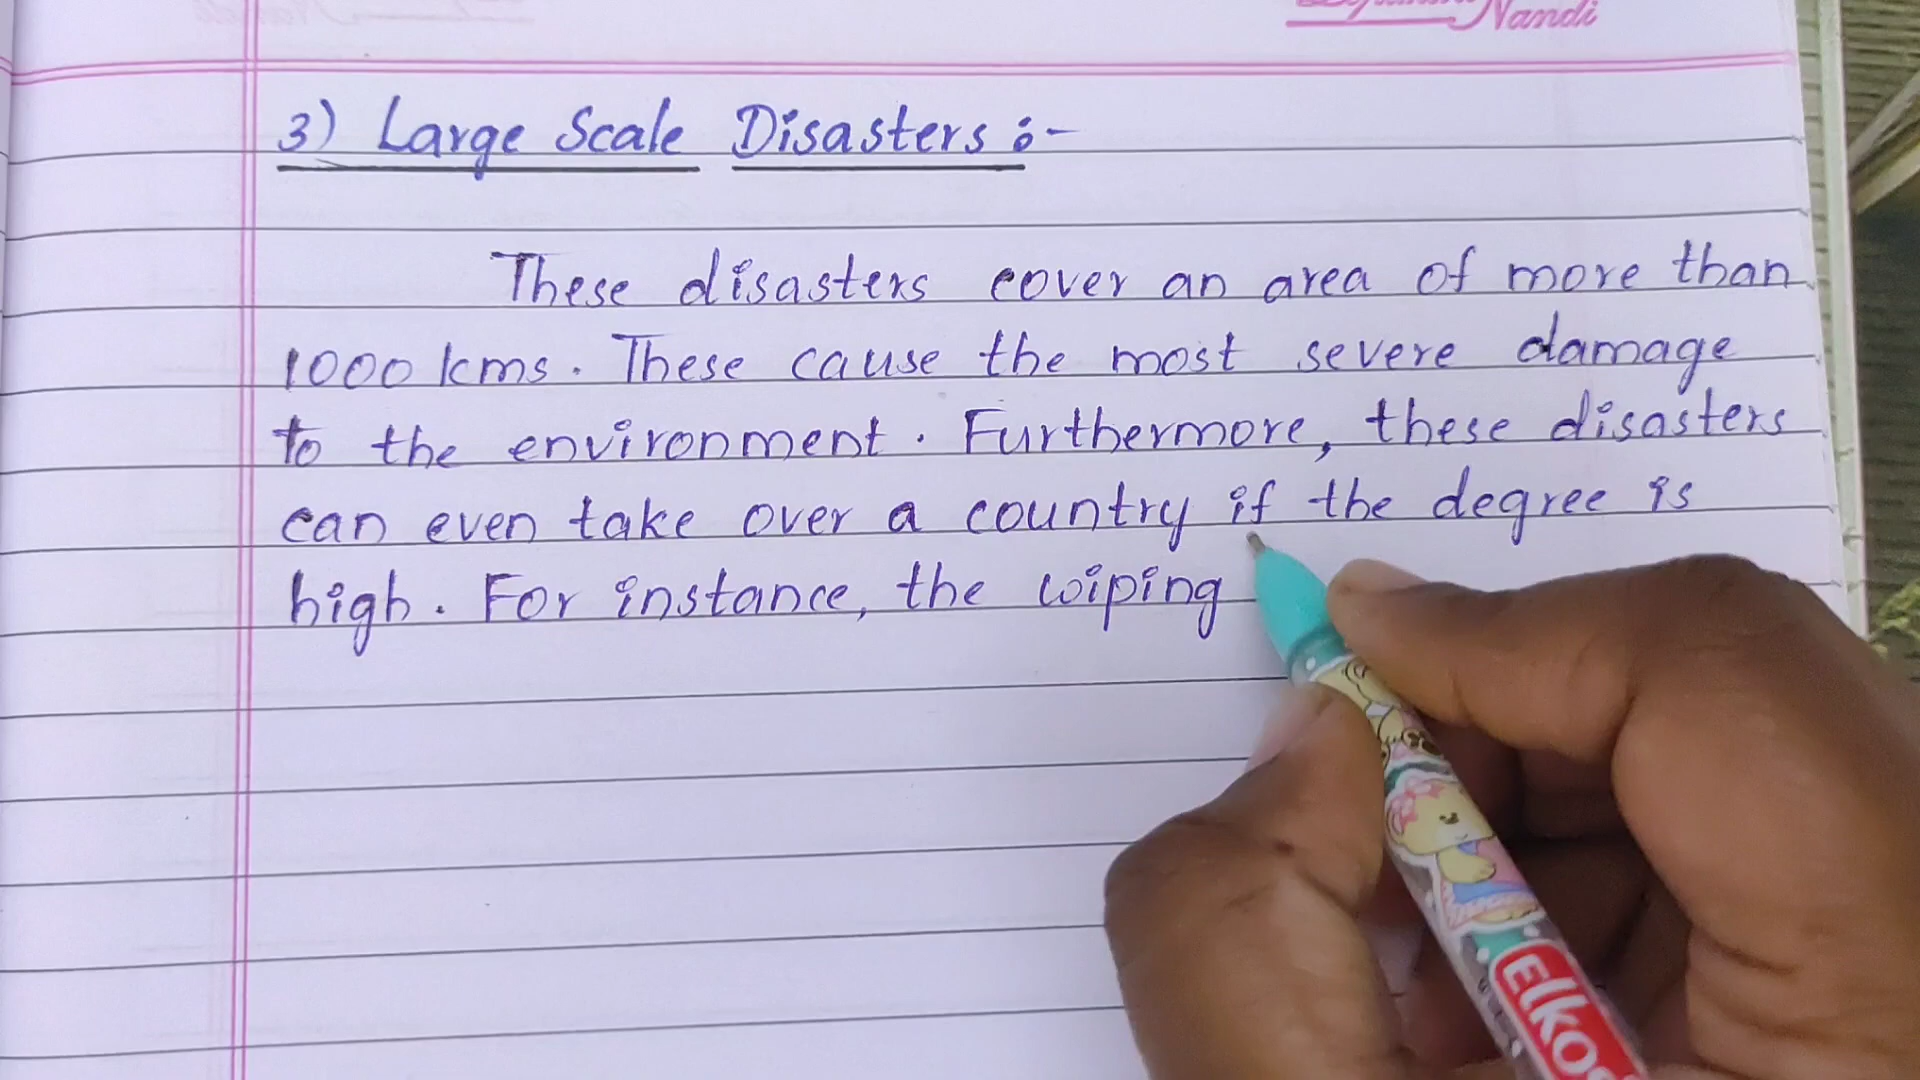 Nandi
3) Large Scale Disasters :-
These disasters cover an area of more than
1000 kms. These cause the most severe damage
to the environment. Furthermore, these disasters
can even take over a country if the degree is
high. For instance, the wiping
Elkos